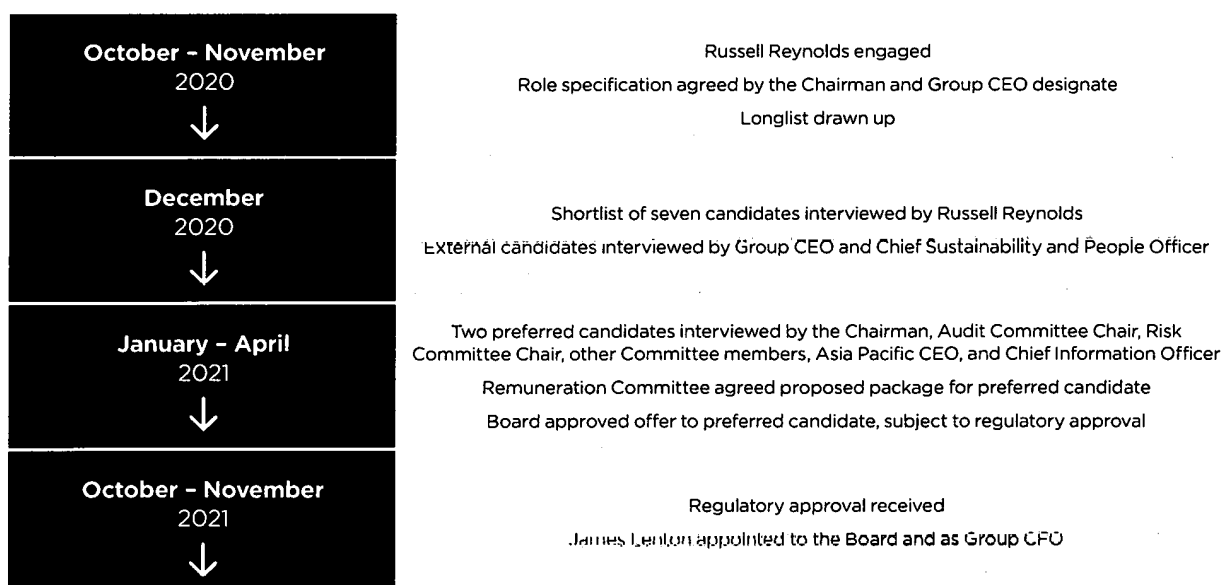 October – November
2020
Russell Reynolds engaged
Role specification agreed by the Chairman and Group CEO designate
Longlist drawn up
December
2020
Shortlist of seven candidates interviewed by Russell Reynolds
External candidates interviewed by Group CEO and Chief Sustainability and People Officer
January – April
2021
Two preferred candidates interviewed by the Chairman, Audit Committee Chair, Risk
Committee Chair, other Committee members, Asia Pacific CEO, and Chief Information Officer
Remuneration Committee agreed proposed package for preferred candidate
Board approved offer to preferred candidate, subject to regulatory approval
October – November
2021
Regulatory approval received
James Lenton appointed to the Board and as Group CFO